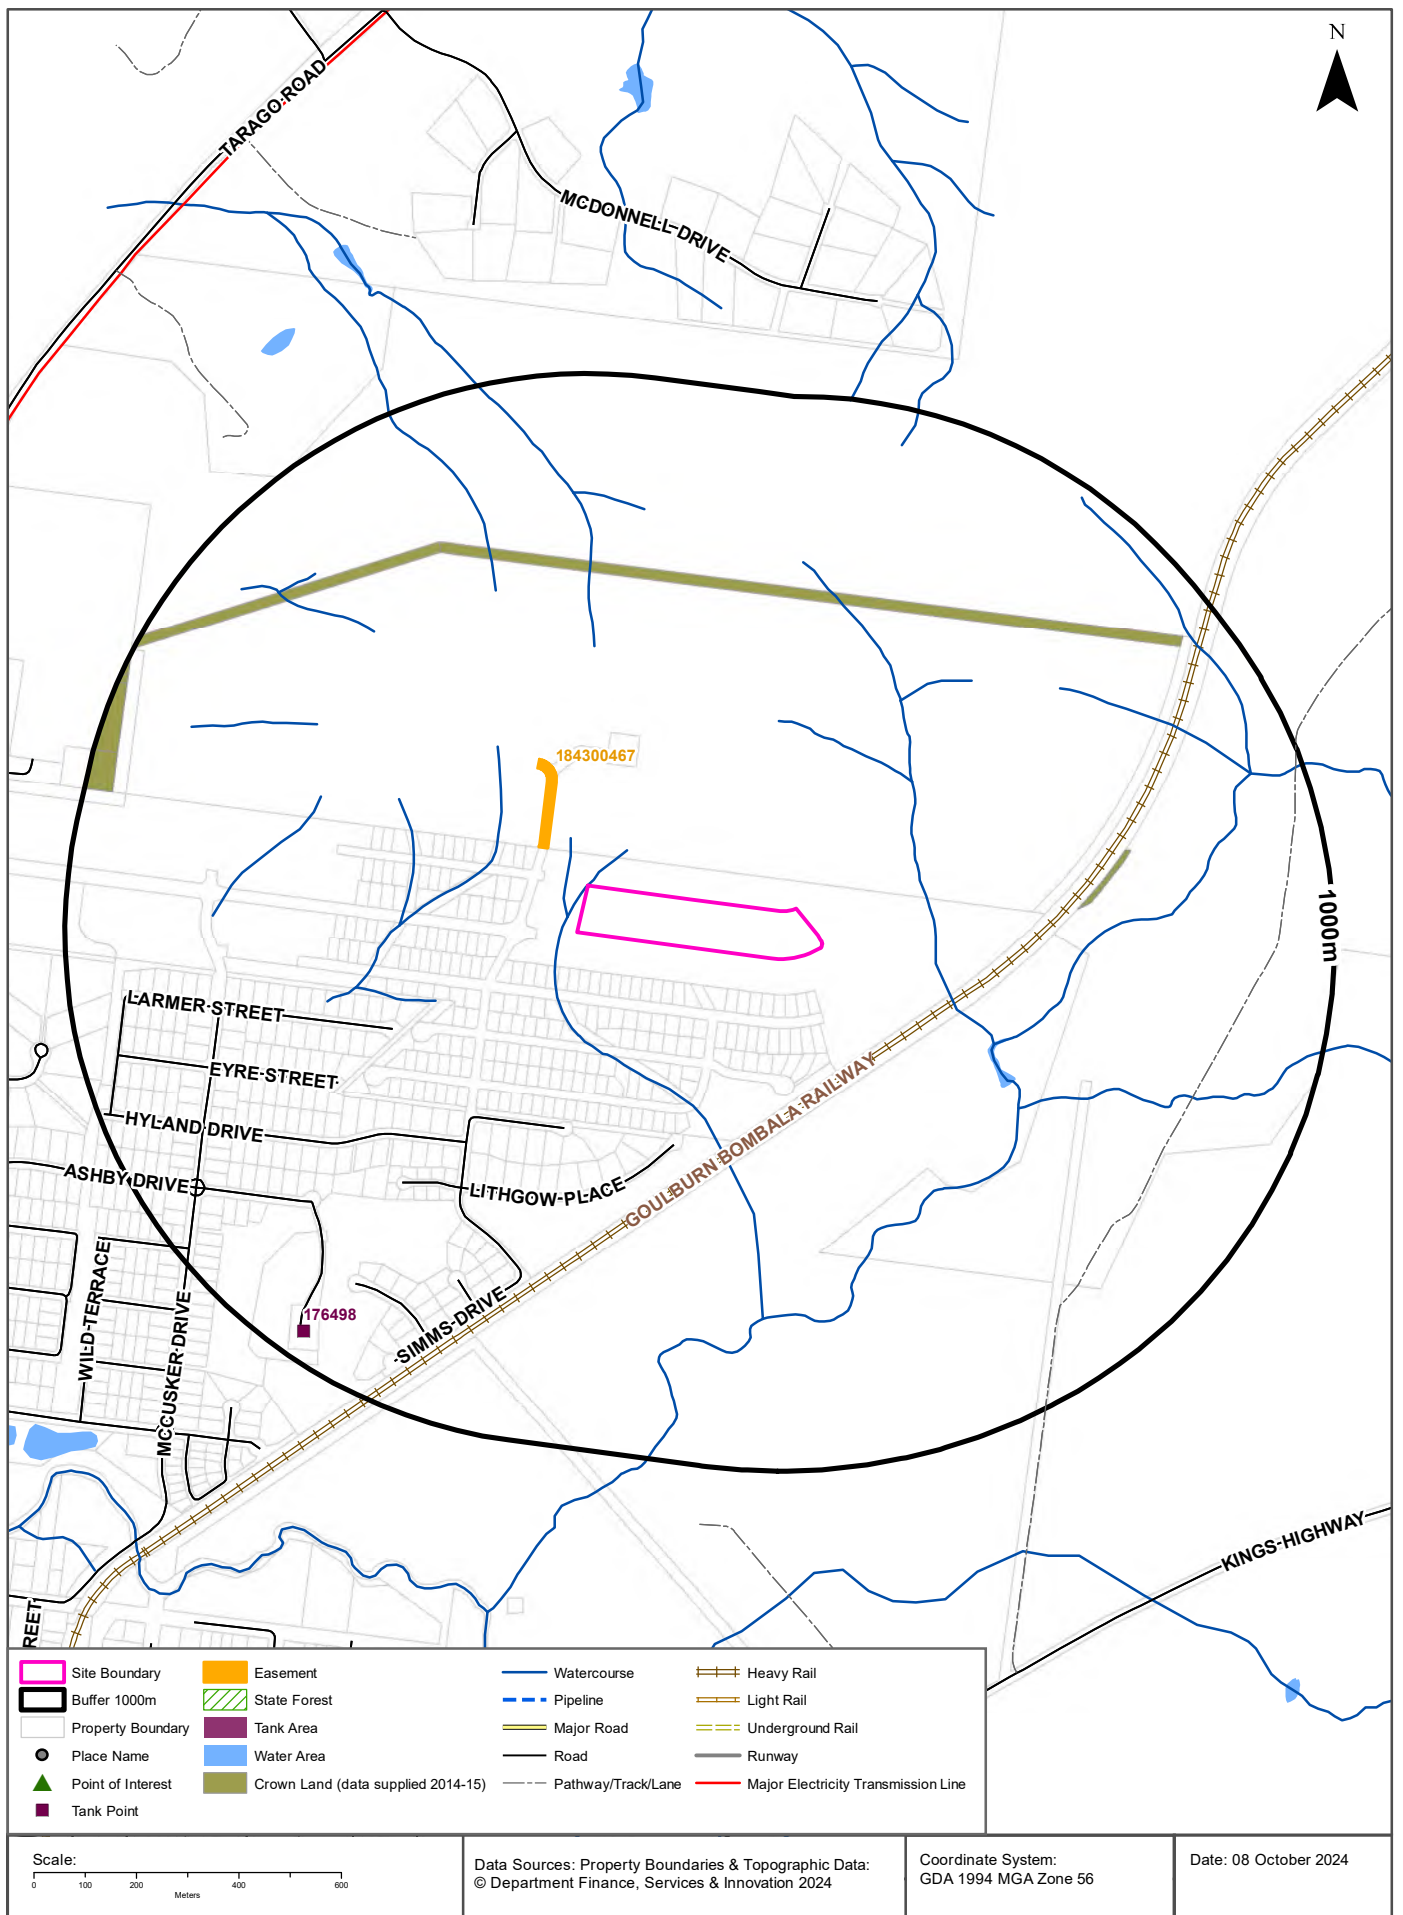 N
TARAGO ROAD
MCDONNELL DRIVE
184300467
1000m
LARMER STREET
EYRE STREET
HYLAND DRIVE
ASHBY DRIVE
LITHGOW PLACE
GOULBURN BOMBALA RAILWAY
WILD TERRACE
MCCUSKER DRIVE
176498
SIMMS DRIVE
KINGS HIGHWAY
REET
Site Boundary
Buffer 1000m
Property Boundary
Place Name
Point of Interest
Tank Point
Easement
State Forest
Tank Area
Water Area
Crown Land (data supplied 2014-15)
Watercourse
Pipeline
Major Road
Road
Pathway/Track/Lane
Heavy Rail
Light Rail
Underground Rail
Runway
Major Electricity Transmission Line
Scale:
0 100 200 400 600
Meters
Data Sources: Property Boundaries & Topographic Data:
© Department Finance, Services & Innovation 2024
Coordinate System:
GDA 1994 MGA Zone 56
Date: 08 October 2024